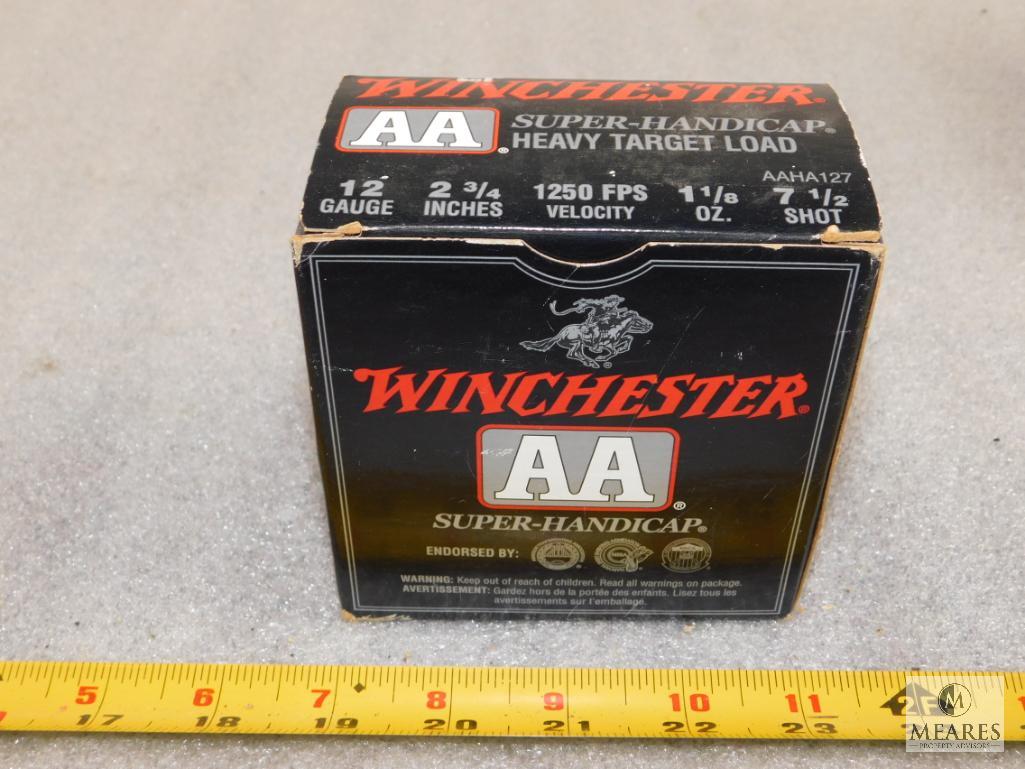 WINCHESTER®
AA® SUPER-HANDICAP®
HEAVY TARGET LOAD
AAHA127
12 2 3/4 1250 FPS 1 1/8 7 1/2
GAUGE INCHES VELOCITY OZ. SHOT
WINCHESTER®
AA®
SUPER-HANDICAP®
ENDORSED BY:
WARNING: Keep out of reach of children. Read all warnings on package.
AVERTISSEMENT: Gardez hors de la portée des enfants. Lisez tous les
avertissements sur l'emballage.
5 6 7 8 9 10 11 2F 1
17 18 19 20 21 22 23
M
MEARES
PROPERTY ADVISORS